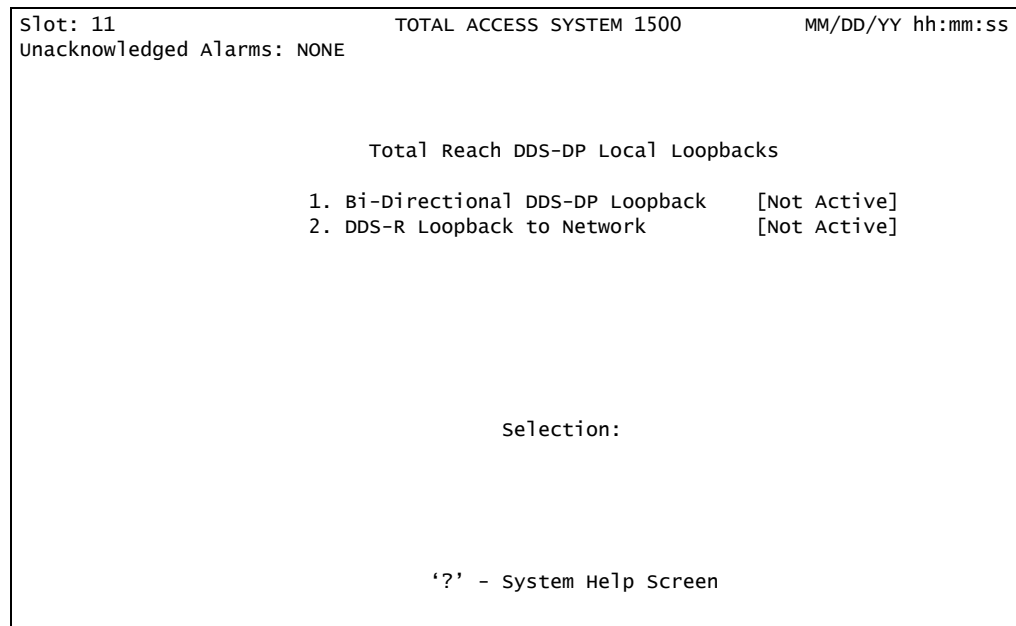 Slot: 11 TOTAL ACCESS SYSTEM 1500 MM/DD/YY hh:mm:ss
Unacknowledged Alarms: NONE
Total Reach DDS-DP Local Loopbacks
1. Bi-Directional DDS-DP Loopback [Not Active]
2. DDS-R Loopback to Network [Not Active]
Selection:
‘?’ - System Help Screen